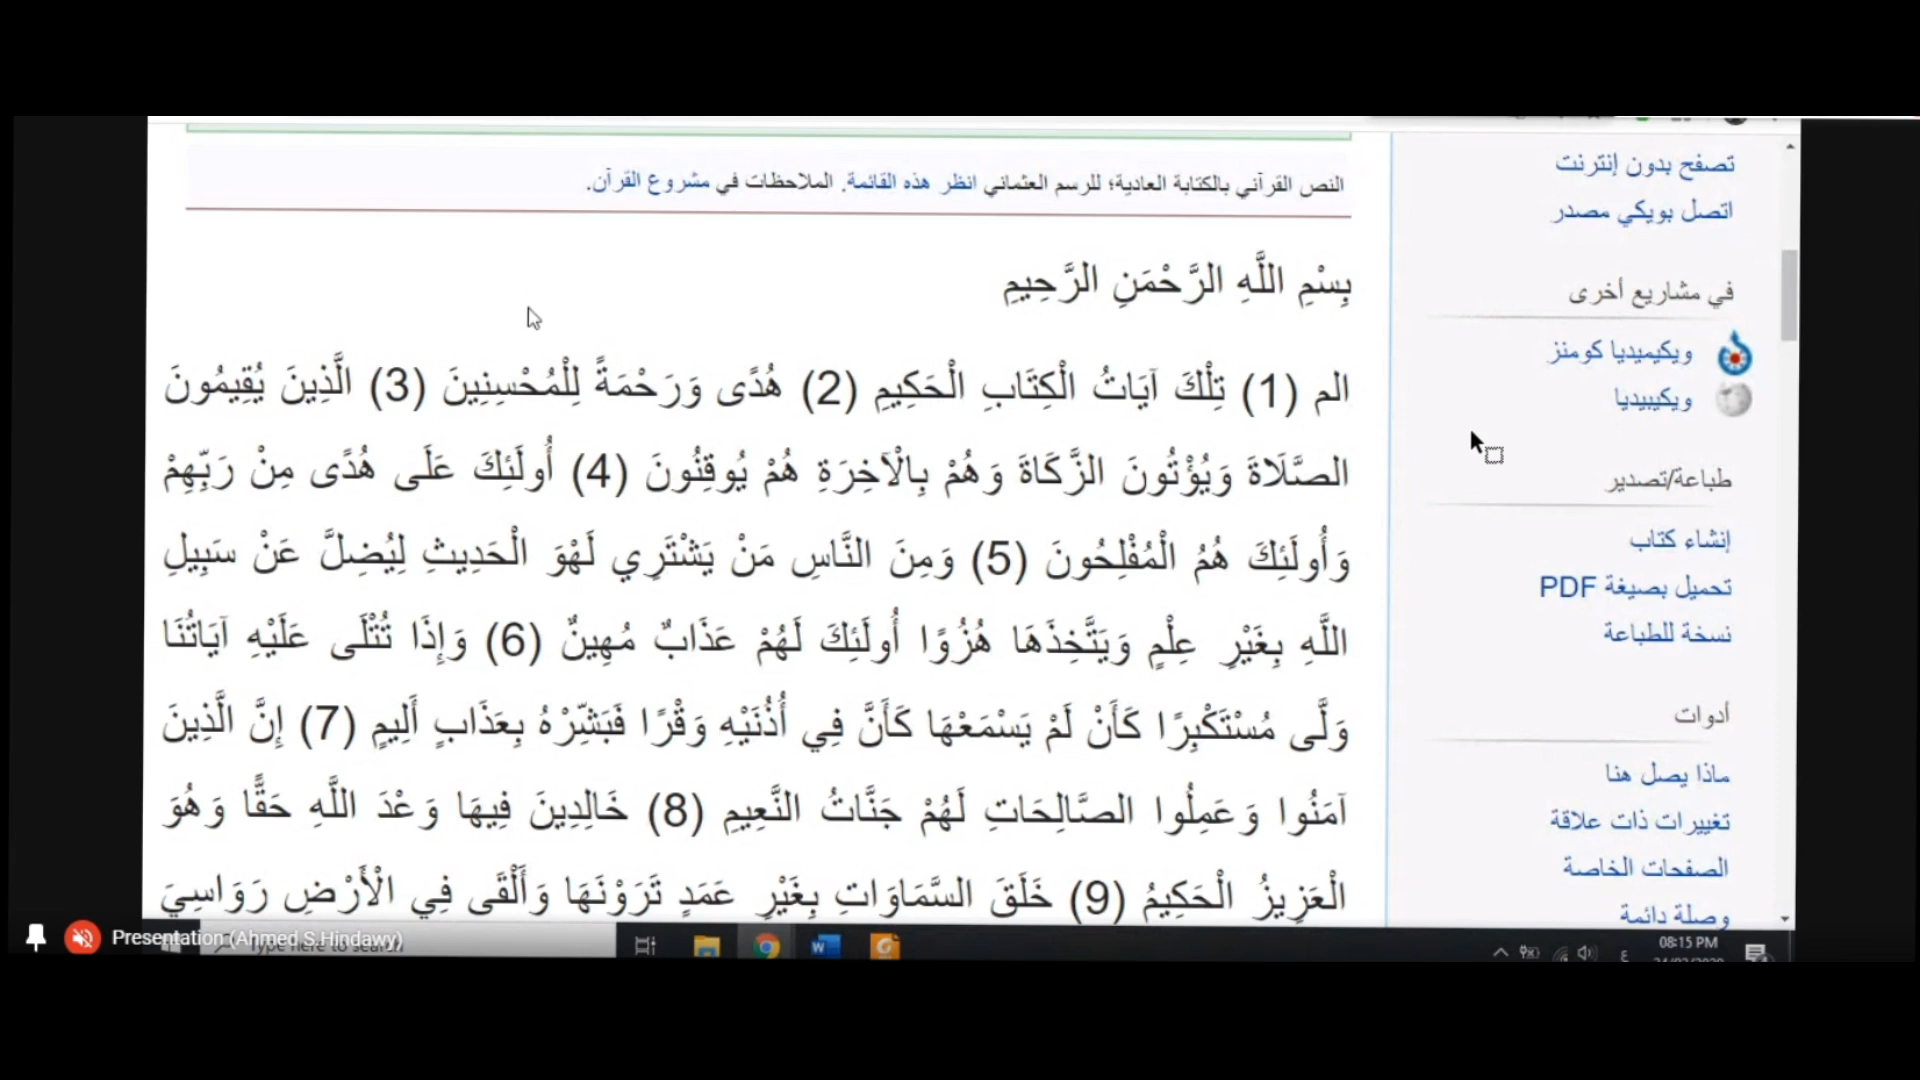 النص القرآني بالكتابة العادية؛ للرسم العثماني انظر هذه القائمة. الملاحظات في مشروع القرآن.
بِسْمِ اللَّهِ الرَّحْمَنِ الرَّحِيمِ
الم (1) تِلْكَ آيَاتُ الْكِتَابِ الْحَكِيمِ (2) هُدًى وَرَحْمَةً لِلْمُحْسِنِينَ (3) الَّذِينَ يُقِيمُونَ
الصَّلَاةَ وَيُؤْتُونَ الزَّكَاةَ وَهُمْ بِالْآخِرَةِ هُمْ يُوقِنُونَ (4) أُولَئِكَ عَلَى هُدًى مِنْ رَبِّهِمْ
وَأُولَئِكَ هُمُ الْمُفْلِحُونَ (5) وَمِنَ النَّاسِ مَنْ يَشْتَرِي لَهْوَ الْحَدِيثِ لِيُضِلَّ عَنْ سَبِيلِ
اللَّهِ بِغَيْرِ عِلْمٍ وَيَتَّخِذَهَا هُزُوًا أُولَئِكَ لَهُمْ عَذَابٌ مُهِينٌ (6) وَإِذَا تُتْلَى عَلَيْهِ آيَاتُنَا
وَلَّى مُسْتَكْبِرًا كَأَنْ لَمْ يَسْمَعْهَا كَأَنَّ فِي أُذُنَيْهِ وَقْرًا فَبَشِّرْهُ بِعَذَابٍ أَلِيمٍ (7) إِنَّ الَّذِينَ
آمَنُوا وَعَمِلُوا الصَّالِحَاتِ لَهُمْ جَنَّاتُ النَّعِيمِ (8) خَالِدِينَ فِيهَا وَعْدَ اللَّهِ حَقًّا وَهُوَ
الْعَزِيزُ الْحَكِيمُ (9) خَلَقَ السَّمَاوَاتِ بِغَيْرِ عَمَدٍ تَرَوْنَهَا وَأَلْقَى فِي الْأَرْضِ رَوَاسِيَ
تصفح بدون إنترنت
اتصل بويكي مصدر
في مشاريع أخرى
ويكيميديا كومنز
ويكيبيديا
طباعة/تصدير
إنشاء كتاب
تحميل بصيغة PDF
نسخة للطباعة
أدوات
ماذا يصل هنا
تغييرات ذات علاقة
الصفحات الخاصة
وصلة دائمة
Presentation (Ahmed S.Hindawy)
Type here to search
08:15 PM